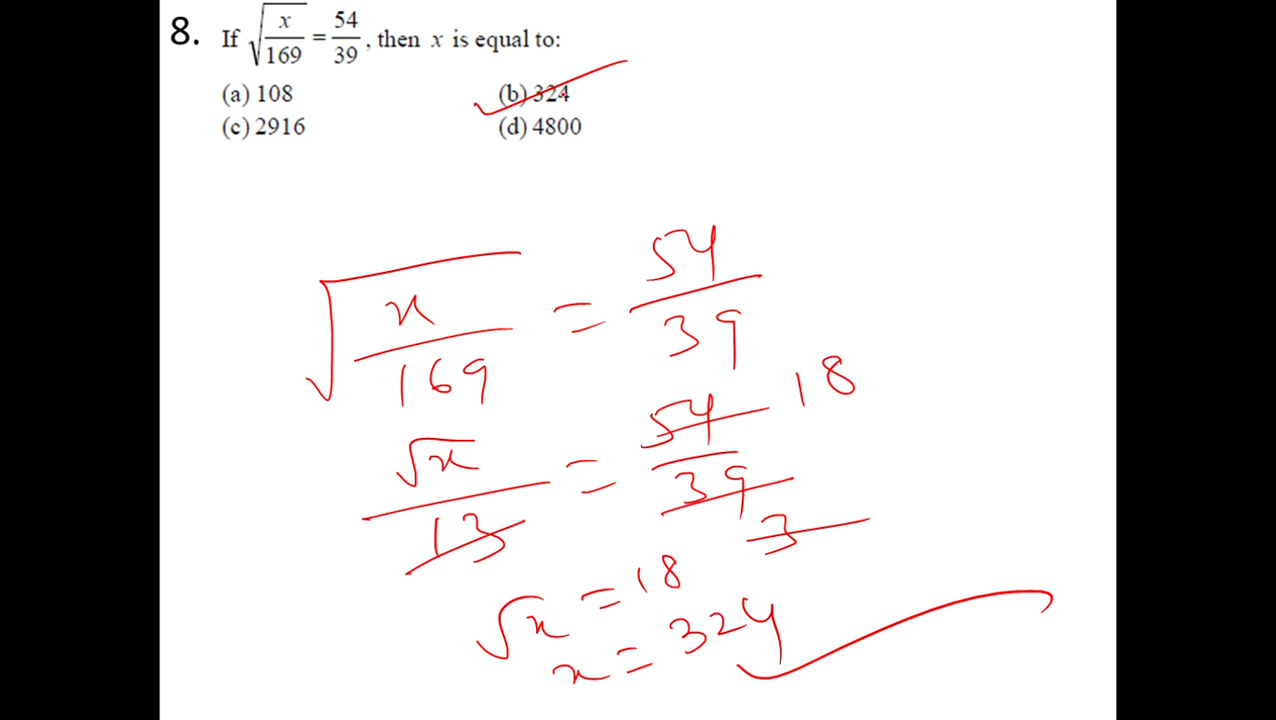 8. If √(x/169) = 54/39, then x is equal to:
(a) 108 (b) 324
(c) 2916 (d) 4800
√(x/169) = 54/39
√x/13 = 54/39 18
3
√x = 18
x = 324